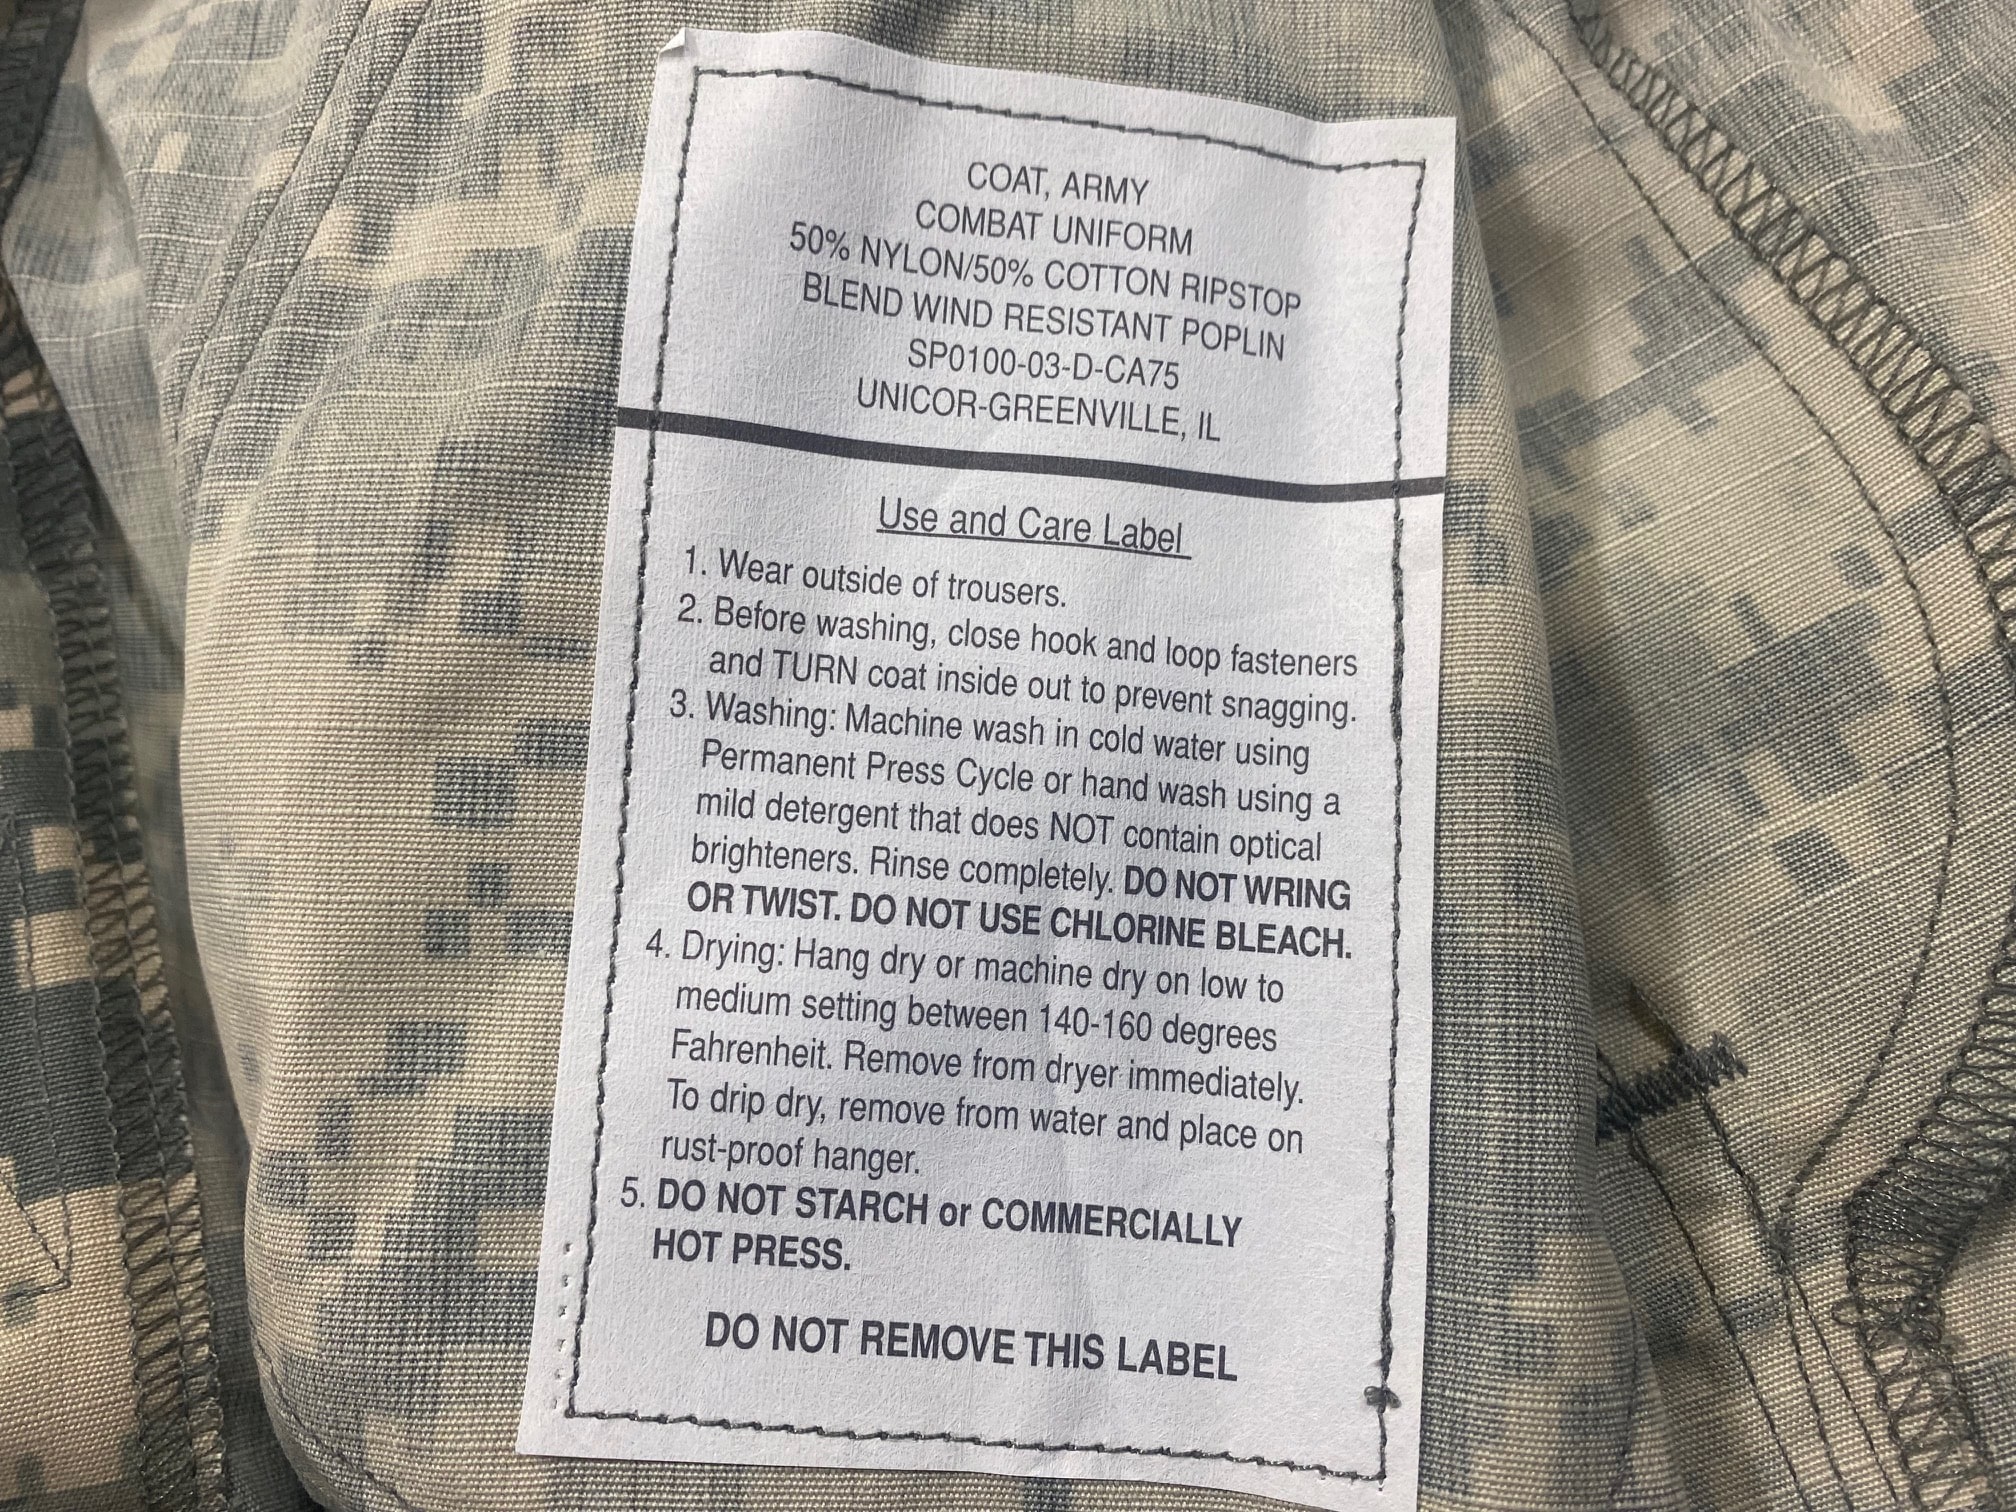 COAT, ARMY
COMBAT UNIFORM
50% NYLON/50% COTTON RIPSTOP
BLEND WIND RESISTANT POPLIN
SP0100-03-D-CA75
UNICOR-GREENVILLE, IL
Use and Care Label
1. Wear outside of trousers.
2. Before washing, close hook and loop fasteners
and TURN coat inside out to prevent snagging.
3. Washing: Machine wash in cold water using
Permanent Press Cycle or hand wash using a
mild detergent that does NOT contain optical
brighteners. Rinse completely. DO NOT WRING
OR TWIST. DO NOT USE CHLORINE BLEACH.
4. Drying: Hang dry or machine dry on low to
medium setting between 140-160 degrees
Fahrenheit. Remove from dryer immediately.
To drip dry, remove from water and place on
rust-proof hanger.
5. DO NOT STARCH or COMMERCIALLY
HOT PRESS.
DO NOT REMOVE THIS LABEL